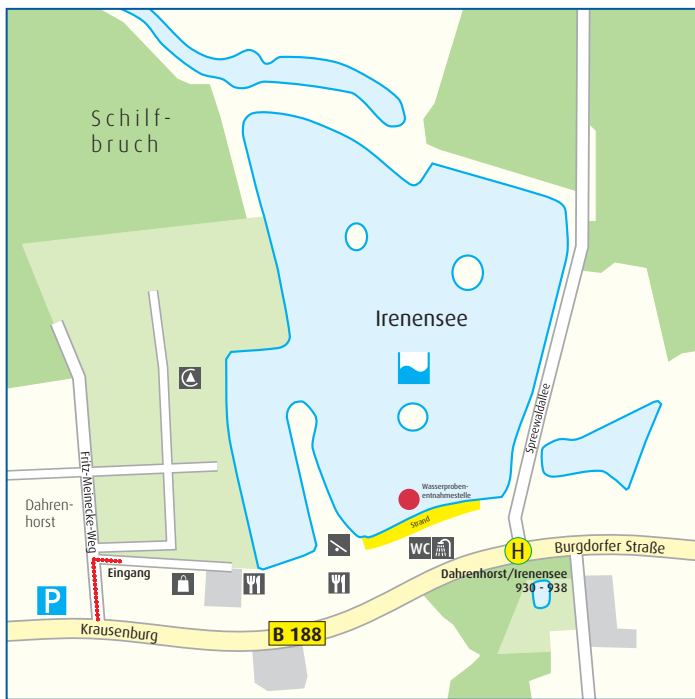 Schilf-
bruch
Irenensee
Spreewaldallee
Wasserproben-
entnahmestelle
Strand
Fritz-Meinecke-Weg
Dahren-
horst
Eingang
WC
H
Burgdorfer Straße
Dahrenhorst/Irenensee
930 - 938
P
Krausenburg
B 188